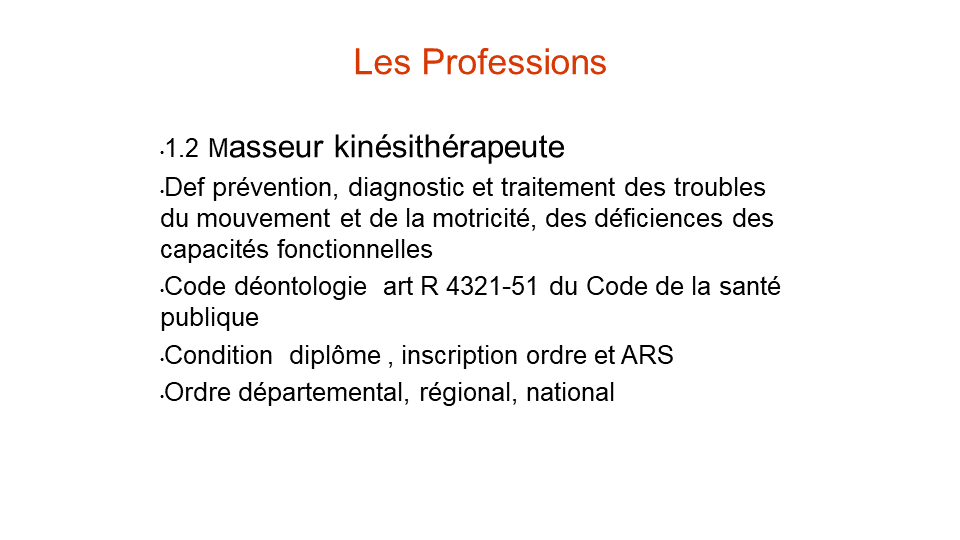 Les Professions
•1.2 Masseur kinésithérapeute
•Def prévention, diagnostic et traitement des troubles
du mouvement et de la motricité, des déficiences des
capacités fonctionnelles
•Code déontologie  art R 4321-51 du Code de la santé
publique
•Condition  diplôme , inscription ordre et ARS
•Ordre départemental, régional, national